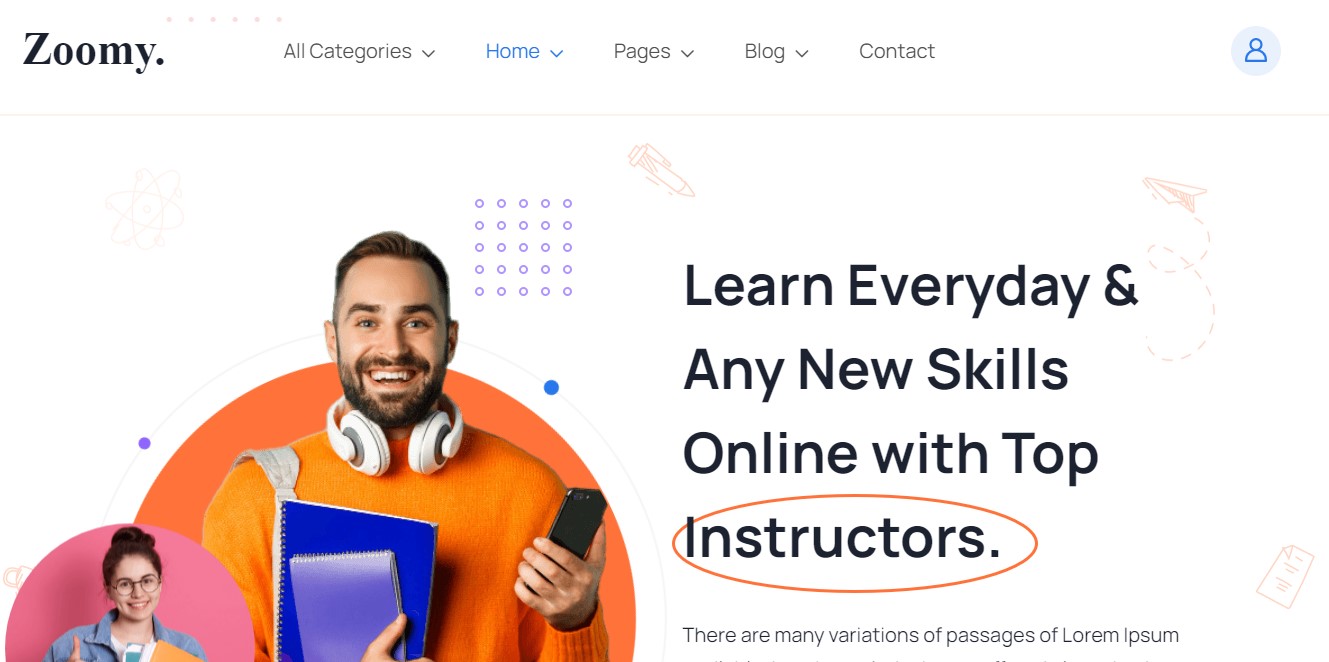 Zoomy.
All Categories
Home
Pages
Blog
Contact
Learn Everyday &
Any New Skills
Online with Top
Instructors.
There are many variations of passages of Lorem Ipsum